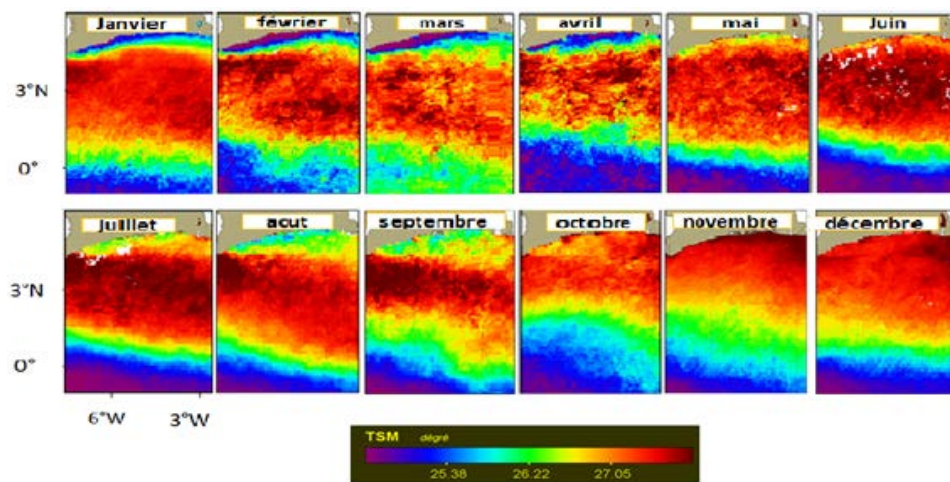 Janvier février mars avril mai Juin
3°N
0°
Juillet aout septembre octobre novembre décembre
3°N
0°
6°W 3°W
TSM dégré
25.38 26.22 27.05